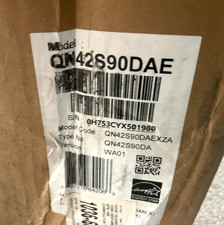 Model:
QN42S90DAE
S/N. 0H753CYX501980
Model Code QN42S90DAEXZA
Type No QN42S90DA
Version WA01